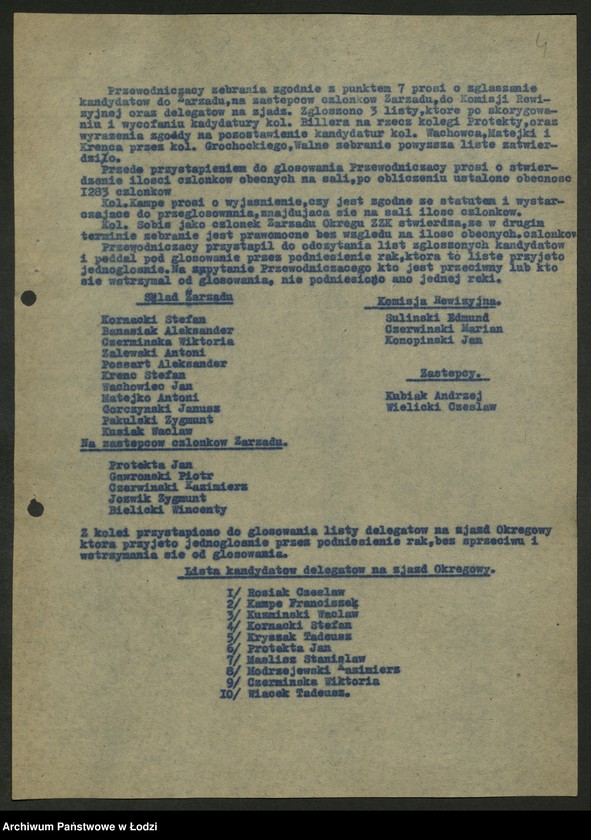 4
Przewodniczacy zebrania zgodnie z punktem 7 prosi o zglaszanie
kandydatow do Zarzadu,na zastepcow czlonkow Zarzadu,do Komisji Rewi-
zyjnej oraz delegatow na zjadz. Zgloszono 3 listy,ktore po skorygowa-
niu i wycofaniu kadydatury kol. Billera na rzecz kolegi Protekty,oraz
wyrazenia zgoddy na pozostawienie kandydatur kol. Wachowca,Matejki i
Krenca przez kol. Grochockiego,Walne zebranie powyzsza liste zatwier-
dzilo.
Przede przystapieniem do glosowania Przewodniczacy prosi o stwier-
dzenie ilosci czlonkow obecnych na sali,po obliczeniu ustalono obecnosc
I283 czlonkow
Kol.Kampe prosi o wyjasnienie,czy jest zgodne ze statutem i wystar-
czajace do przeglosowania,znajdujaca sie na sali ilosc czlonkow.
Kol. Sobis jako czlonek Zarzadu Okregu ZZK stwierdza,ze w drugim
terminie zebranie jest prawomocne bez wzgledu na ilosc obecnych.czlonkow
Przewodniczacy przystapil do odczytania list zgloszonych kandydatow
i peddal pod glosowanie przez podniesienie rak,ktora to liste przyjeto
jednoglosnie.Na zapytanie Przewodniczacego kto jest przeciwny lub kto
sie wstrzymal od glosowania, nie podniesiono ano jednej reki.
Sklad Zarzadu
Kornacki Stefan
Banasiak Aleksander
Czerminska Wiktoria
Zalewski Antoni
Possart Aleksander
Krenc Stefan
Wachowiec Jan
Matejko Antoni
Gorczynski Janusz
Pakulski Zygmunt
Kusiak Waclaw
Komisja Rewizyjna.
Sulinski Edmund
Czerwinski Marian
Konopinski Jan
Zastepcy.
Kubiak Andrzej
Wielicki Czeslaw
Na zastepcow czlonkow Zarzadu.
Protekta Jan
Gawronski Piotr
Czerwinski Kazimierz
Jozwik Zygmunt
Bielicki Wincenty
Z kolei przystapiono do glosowania listy delegatow na zjazd Okregowy
ktora przyjeto jednoglosnie przez podniesienie rak,bez sprzeciwu i
wstrzymania sie od glosowania.
Lista kandydatow delegatow na zjazd Okregowy.
I/ Rosiak Czeslaw
2/ Kampe Franciszek
3/ Kuzminski Waclaw
4/ Kornacki Stefan
5/ Kryszak Tadeusz
6/ Protekta Jan
7/ Maslisz Stanislaw
8/ Modrzejewski Kazimierz
9/ Czerminska Wiktoria
IO/ Wiacek Tadeusz.
Archiwum Państwowe w Łodzi